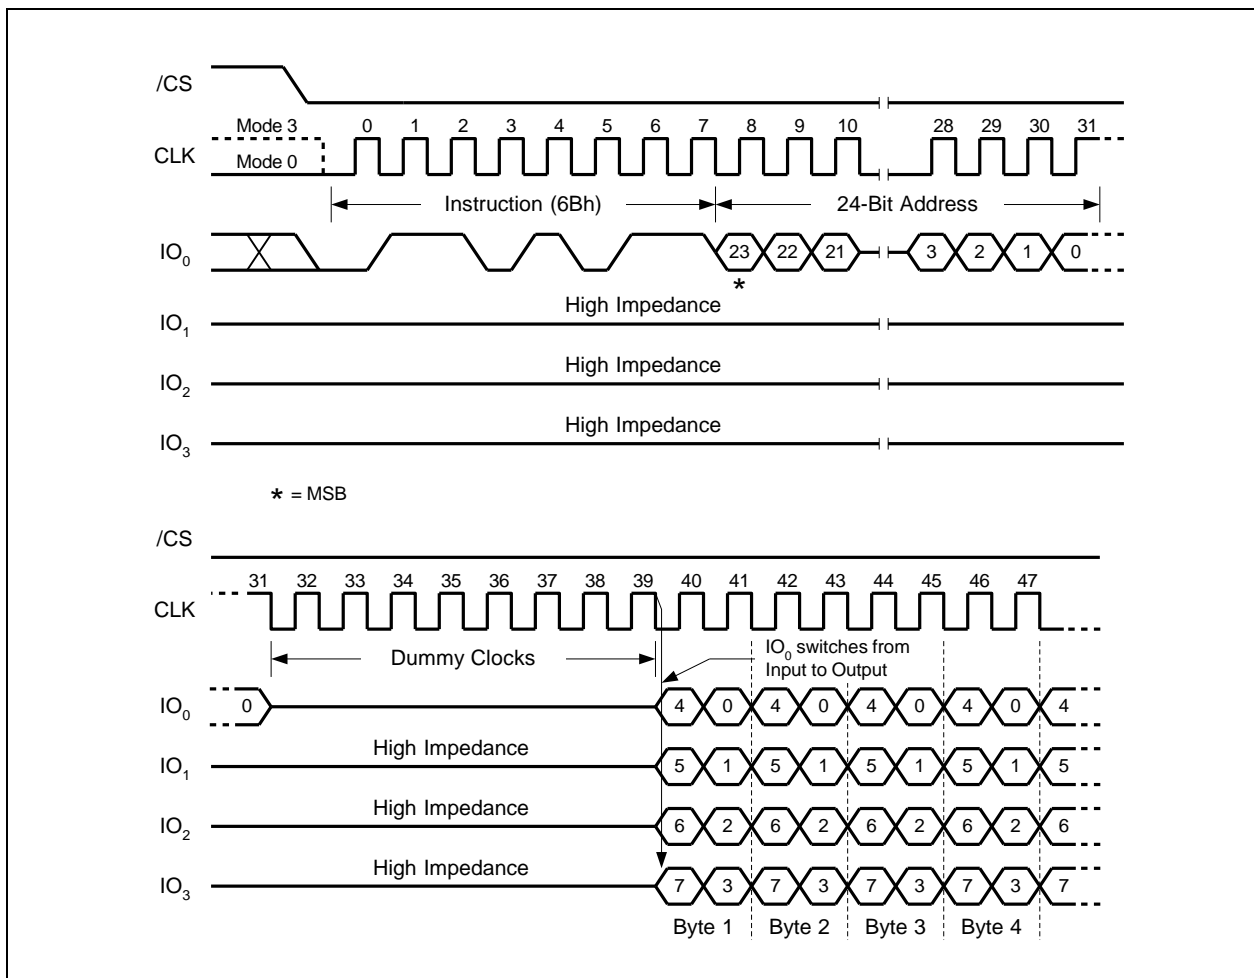 /CS
Mode 3
0 1 2 3 4 5 6 7 8 9 10 28 29 30 31
CLK
Mode 0
Instruction (6Bh)
24-Bit Address
IO0
23 22 21 3 2 1 0
*
High Impedance
IO1
High Impedance
IO2
High Impedance
IO3
* = MSB
/CS
31 32 33 34 35 36 37 38 39 40 41 42 43 44 45 46 47
CLK
Dummy Clocks
IO0 switches from
Input to Output
IO0
0 4 0 4 0 4 0 4 0 4
High Impedance
IO1
5 1 5 1 5 1 5 1 5
High Impedance
IO2
6 2 6 2 6 2 6 2 6
High Impedance
IO3
7 3 7 3 7 3 7 3 7
Byte 1 Byte 2 Byte 3 Byte 4